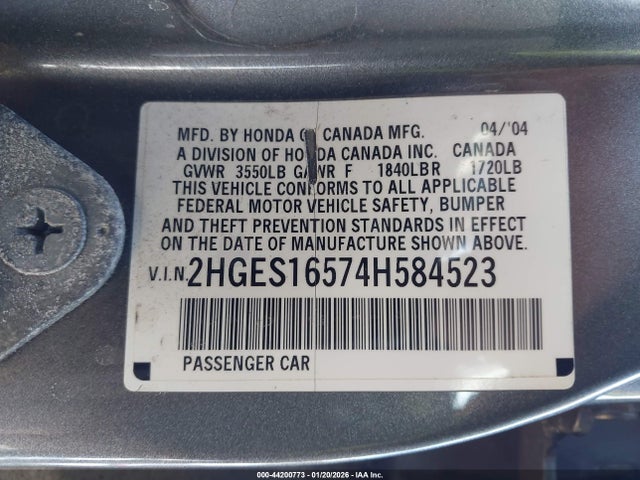 MFD. BY HONDA OF CANADA MFG. 04/'04
A DIVISION OF HONDA CANADA INC. CANADA
GVWR 3550LB GAWR F 1840LB R 1720LB
THIS VEHICLE CONFORMS TO ALL APPLICABLE
FEDERAL MOTOR VEHICLE SAFETY, BUMPER
AND THEFT PREVENTION STANDARDS IN EFFECT
ON THE DATE OF MANUFACTURE SHOWN ABOVE.
V.I.N. 2HGES16574H584523
PASSENGER CAR
000-44200773 - 01/20/2026 - IAA Inc.